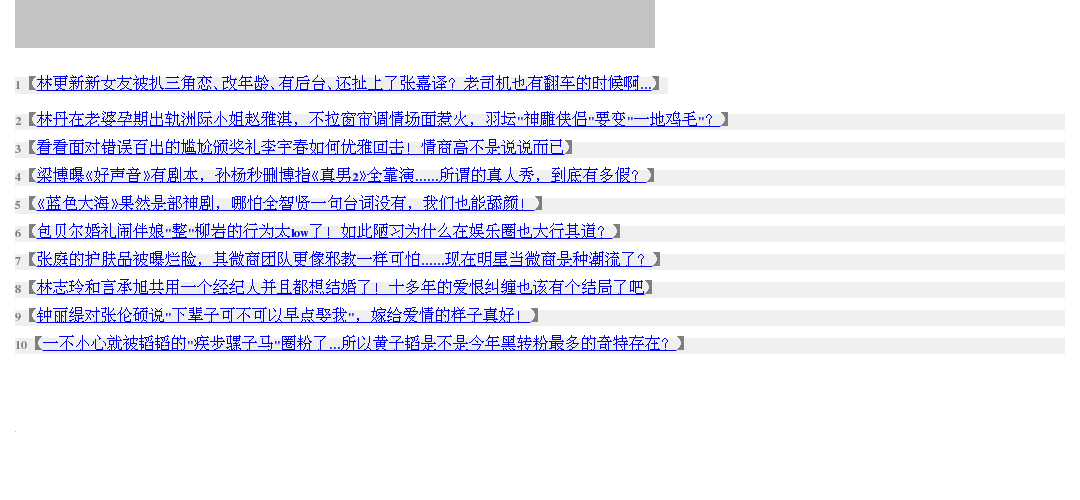 1【林更新新女友被扒三角恋、改年龄、有后台、还扯上了张嘉译？老司机也有翻车的时候啊...】
2【林丹在老婆孕期出轨洲际小姐赵雅淇，不拉窗帘调情场面惹火，羽坛"神雕侠侣"要变"一地鸡毛"？】
3【看看面对错误百出的尴尬颁奖礼李宇春如何优雅回击！情商高不是说说而已】
4【梁博曝《好声音》有剧本，孙杨秒删博指《真男2》全靠演......所谓的真人秀，到底有多假？】
5【《蓝色大海》果然是部神剧，哪怕全智贤一句台词没有，我们也能舔颜！】
6【包贝尔婚礼闹伴娘"整"柳岩的行为太low了！如此陋习为什么在娱乐圈也大行其道？】
7【张庭的护肤品被曝烂脸，其微商团队更像邪教一样可怕......现在明星当微商是种潮流了？】
8【林志玲和言承旭共用一个经纪人并且都想结婚了！十多年的爱恨纠缠也该有个结局了吧】
9【钟丽缇对张伦硕说"下辈子可不可以早点娶我"，嫁给爱情的样子真好！】
10【一不小心就被韬韬的"疾步骡子马"圈粉了...所以黄子韬是不是今年黑转粉最多的奇特存在？】